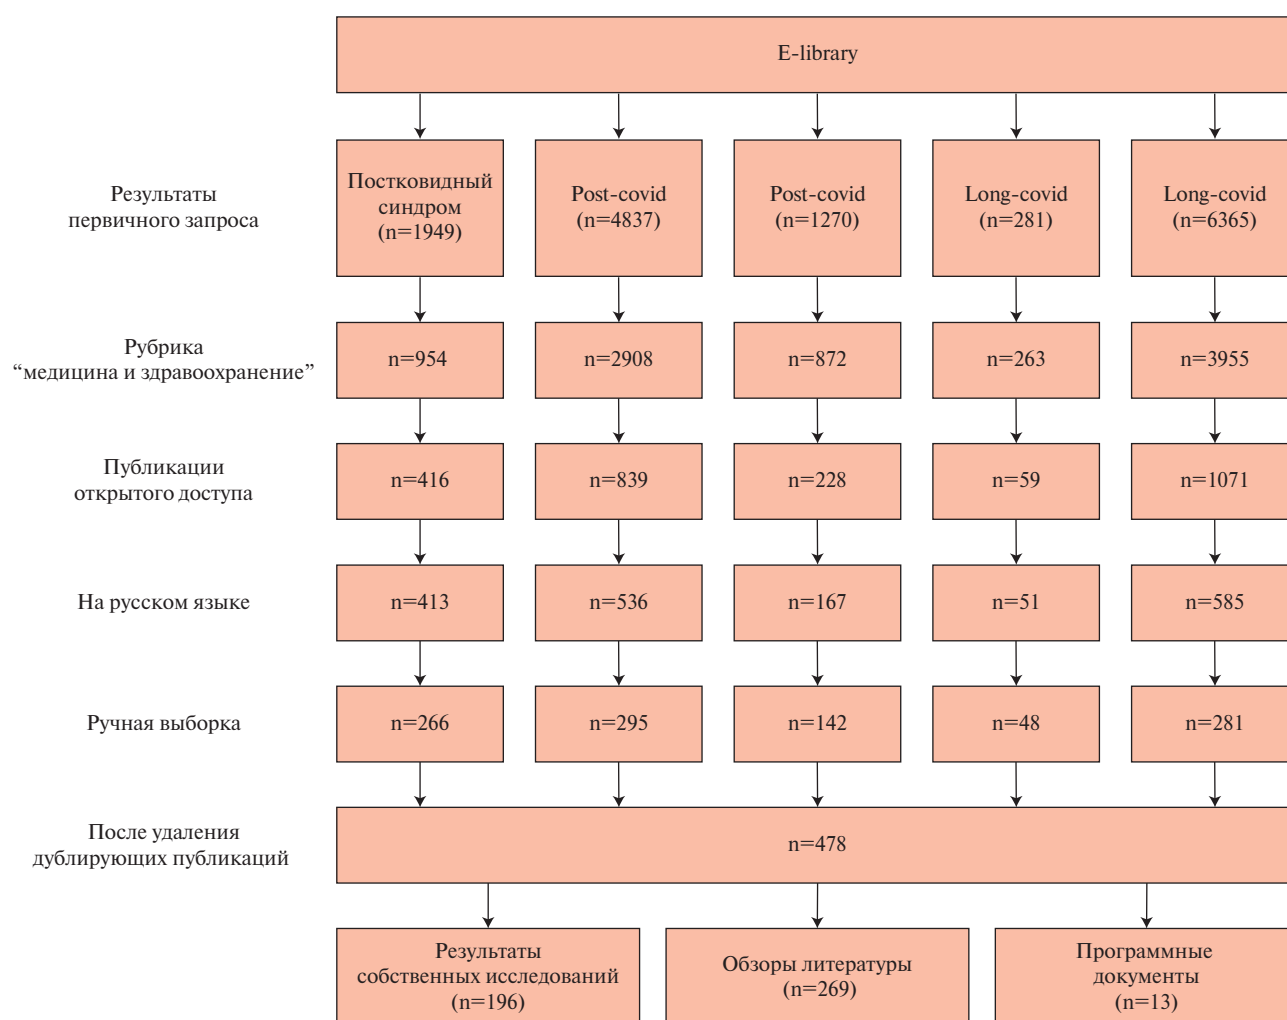 E-library
Результаты
первичного запроса
Постковидный
синдром
(n=1949)
Post-covid
(n=4837)
Post-covid
(n=1270)
Long-covid
(n=281)
Long-covid
(n=6365)
Рубрика
“медицина и здравоохранение”
n=954
n=2908
n=872
n=263
n=3955
Публикации
открытого доступа
n=416
n=839
n=228
n=59
n=1071
На русском языке
n=413
n=536
n=167
n=51
n=585
Ручная выборка
n=266
n=295
n=142
n=48
n=281
После удаления
дублирующих публикаций
n=478
Результаты
собственных исследований
(n=196)
Обзоры литературы
(n=269)
Программные
документы
(n=13)